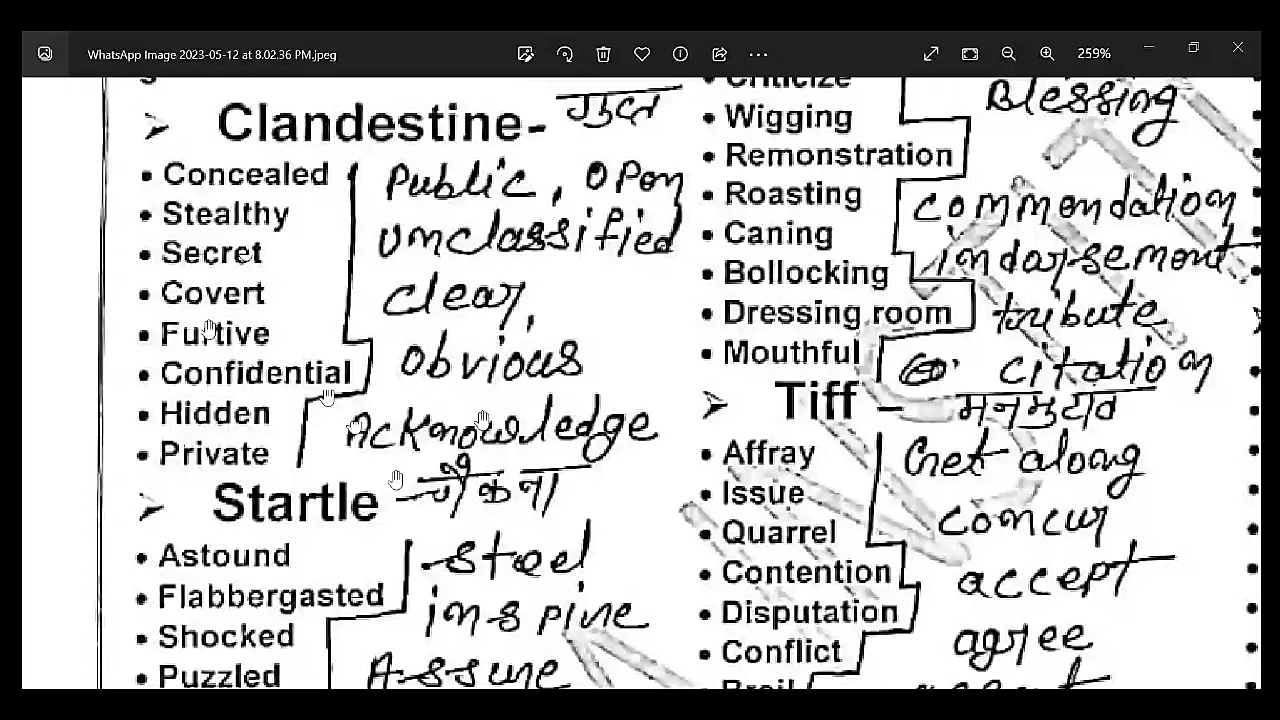 WhatsApp Image 2023-05-12 at 8.02.36 PM.jpeg
259%
➢ Clandestine- गुप्त
• Concealed
• Stealthy
• Secret
• Covert
• Futive
• Confidential
• Hidden
• Private
Public, Open
Unclassified
Clear,
Obvious
Acknowledge
➢ Startle - चौंकना
• Astound
• Flabbergasted
• Shocked
• Puzzled
Steel
inspire
Assure
Criticize
• Wigging
• Remonstration
• Roasting
• Caning
• Bollocking
• Dressing room
• Mouthful
Blessing
Commendation
indorsement
tribute
citation
➢ Tiff - मनमुटाव
• Affray
• Issue
• Quarrel
• Contention
• Disputation
• Conflict
Get along
concur
accept
agree